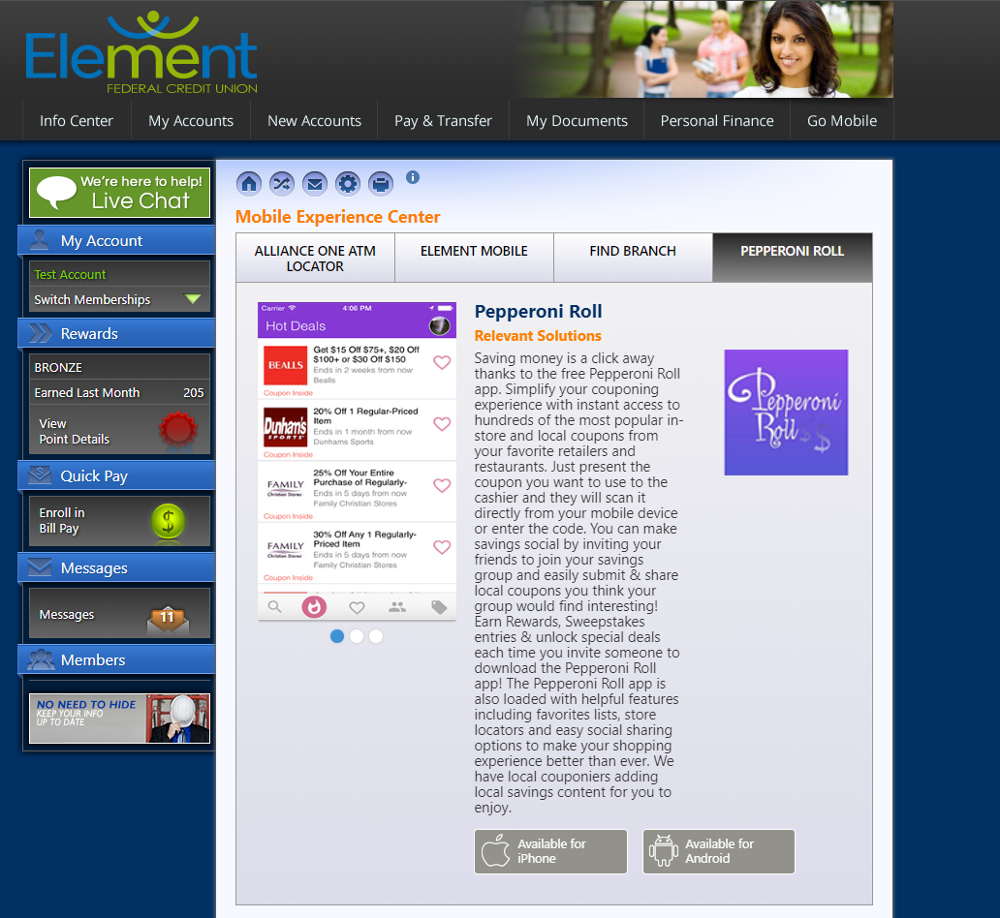 Element
FEDERAL CREDIT UNION
Info Center
My Accounts
New Accounts
Pay & Transfer
My Documents
Personal Finance
Go Mobile
We're here to help!
Live Chat
My Account
Test Account
Switch Memberships
Rewards
BRONZE
Earned Last Month 205
View
Point Details
Quick Pay
Enroll in
Bill Pay
Messages
Messages
11
Members
NO NEED TO HIDE
KEEP YOUR INFO
UP TO DATE
Mobile Experience Center
ALLIANCE ONE ATM
LOCATOR
ELEMENT MOBILE
FIND BRANCH
PEPPERONI ROLL
Carrier
4:06 PM
Hot Deals
BEALLS
Get $15 Off $75+, $20 Off
$100+ or $30 Off $150
Ends in 2 weeks from now
Bealls
Coupon Inside
Dunham's
SPORTS
20% Off 1 Regular-Priced
Item
Ends in 1 month from now
Dunhams Sports
Coupon Inside
FAMILY
Christian Stores
25% Off Your Entire
Purchase of Regularly-
Ends in 5 days from now
Family Christian Stores
Coupon Inside
FAMILY
Christian Stores
30% Off Any 1 Regularly-
Priced Item
Ends in 5 days from now
Family Christian Stores
Coupon Inside
Pepperoni Roll
Relevant Solutions
Saving money is a click away
thanks to the free Pepperoni Roll
app. Simplify your couponing
experience with instant access to
hundreds of the most popular in-
store and local coupons from
your favorite retailers and
restaurants. Just present the
coupon you want to use to the
cashier and they will scan it
directly from your mobile device
or enter the code. You can make
savings social by inviting your
friends to join your savings
group and easily submit & share
local coupons you think your
group would find interesting!
Earn Rewards, Sweepstakes
entries & unlock special deals
each time you invite someone to
download the Pepperoni Roll
app! The Pepperoni Roll app is
also loaded with helpful features
including favorites lists, store
locators and easy social sharing
options to make your shopping
experience better than ever. We
have local couponiers adding
local savings content for you to
enjoy.
Pepperoni
Roll $$
Available for
iPhone
Available for
Android